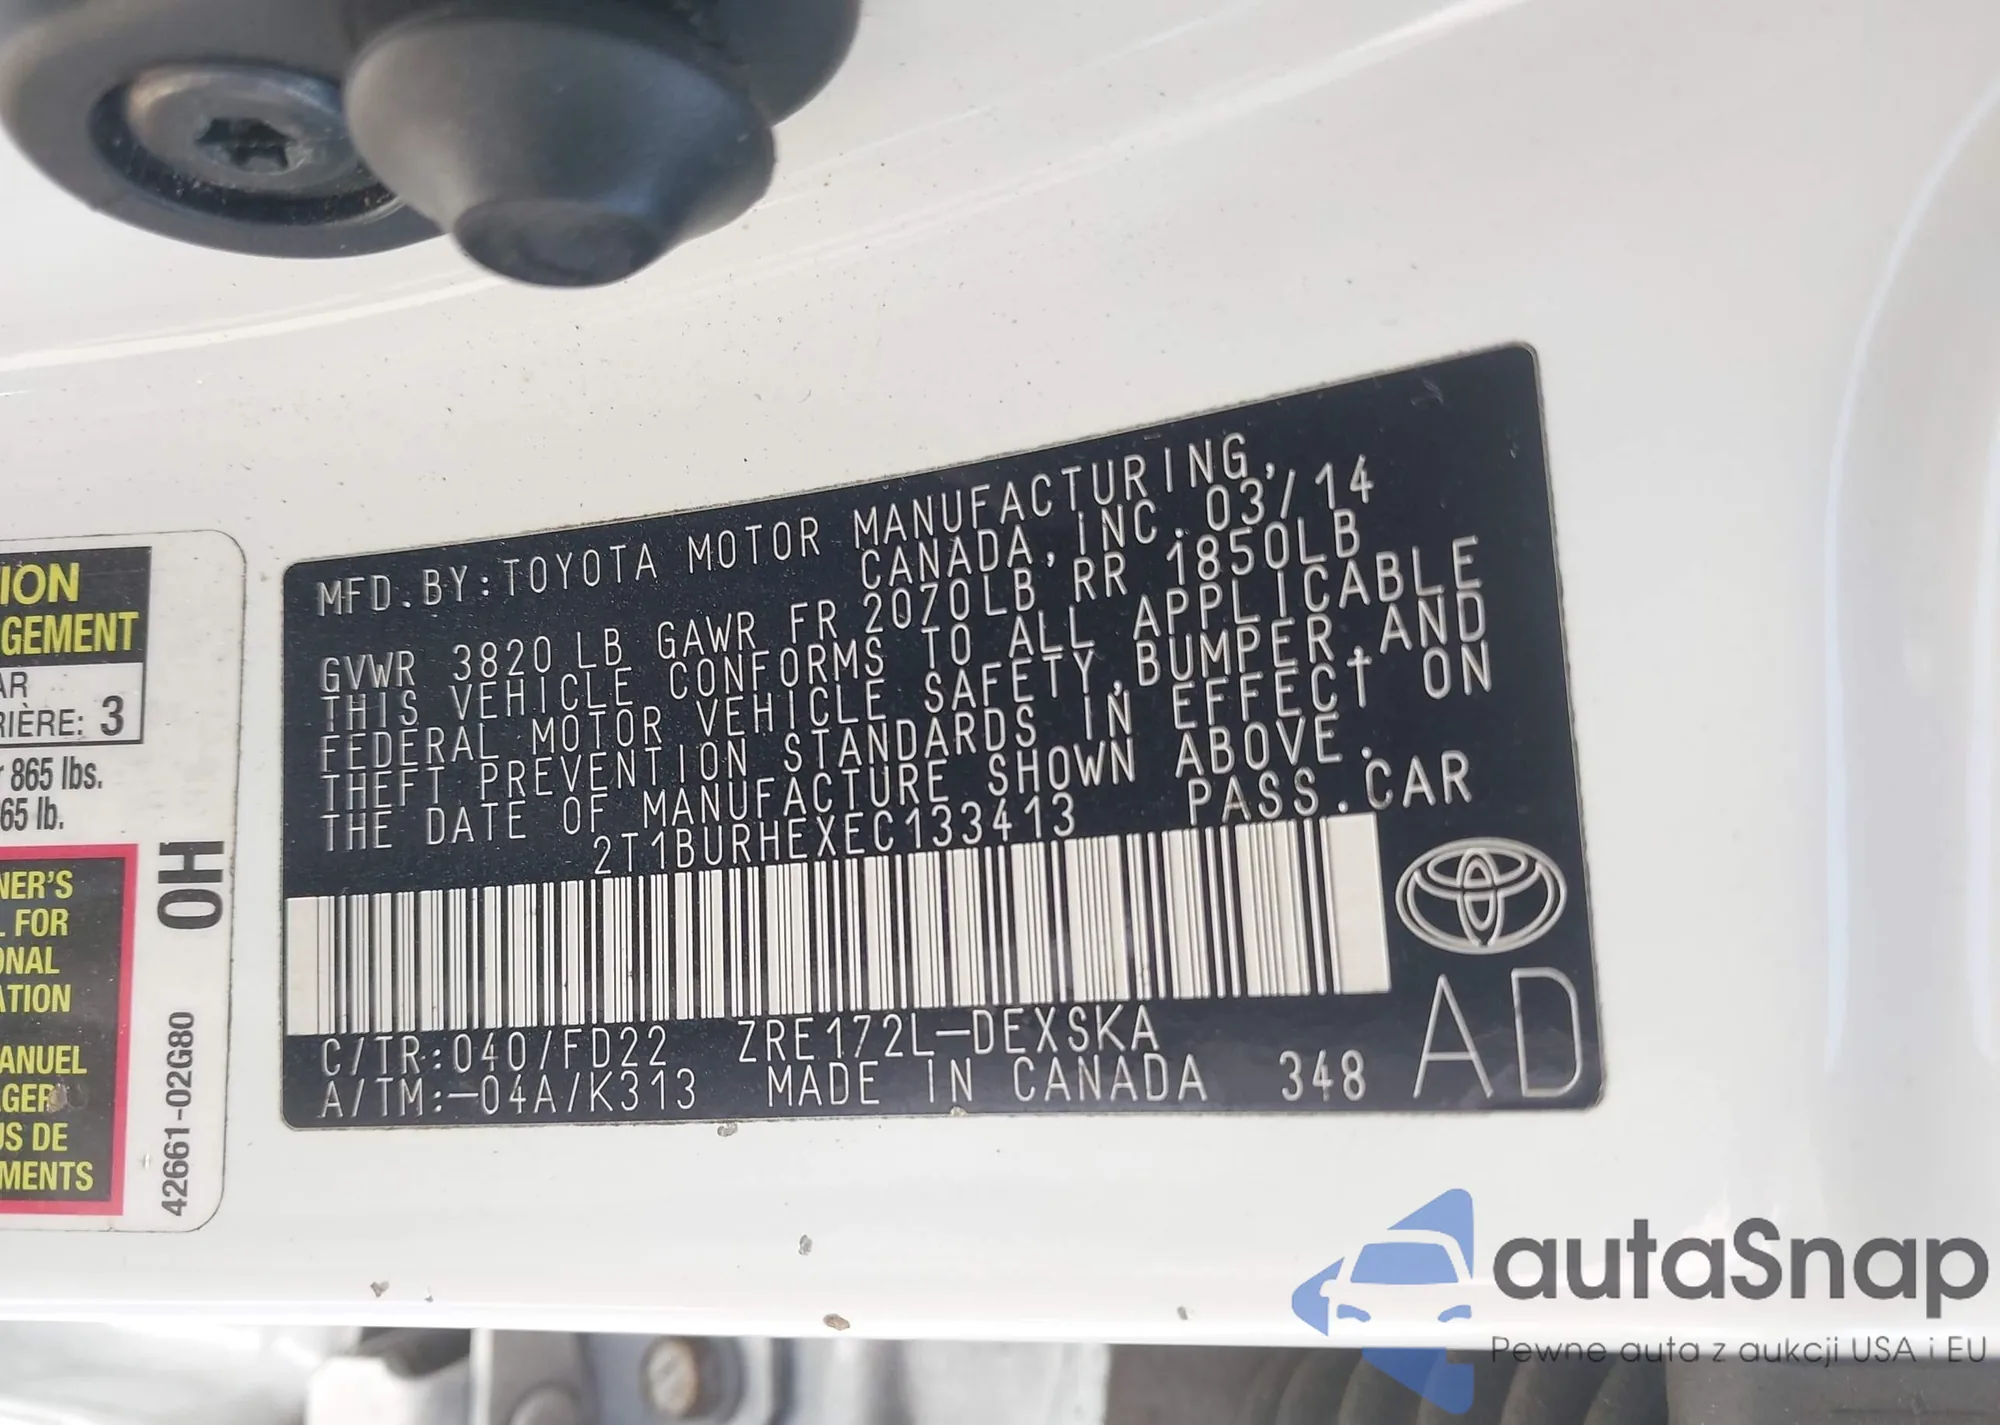 ION
GEMENT
AR
RIÈRE: 3
r 865 lbs.
65 lb.
NER'S
L FOR
ONAL
ATION
ANUEL
GER
US DE
MENTS
OH
42661-02G80
MFD.BY:TOYOTA MOTOR MANUFACTURING,
CANADA,INC. 03/14
GVWR 3820 LB GAWR FR 2070LB RR 1850LB
THIS VEHICLE CONFORMS TO ALL APPLICABLE
FEDERAL MOTOR VEHICLE SAFETY,BUMPER,AND
THEFT PREVENTION STANDARDS IN EFFECT ON
THE DATE OF MANUFACTURE SHOWN ABOVE.
2T1BURHEXEC133413 PASS.CAR
C/TR:040/FD22 ZRE172L-DEXSKA
A/TM:-04A/K313 MADE IN CANADA 348
AD
autaSnap
Pewne auta z aukcji USA i EU